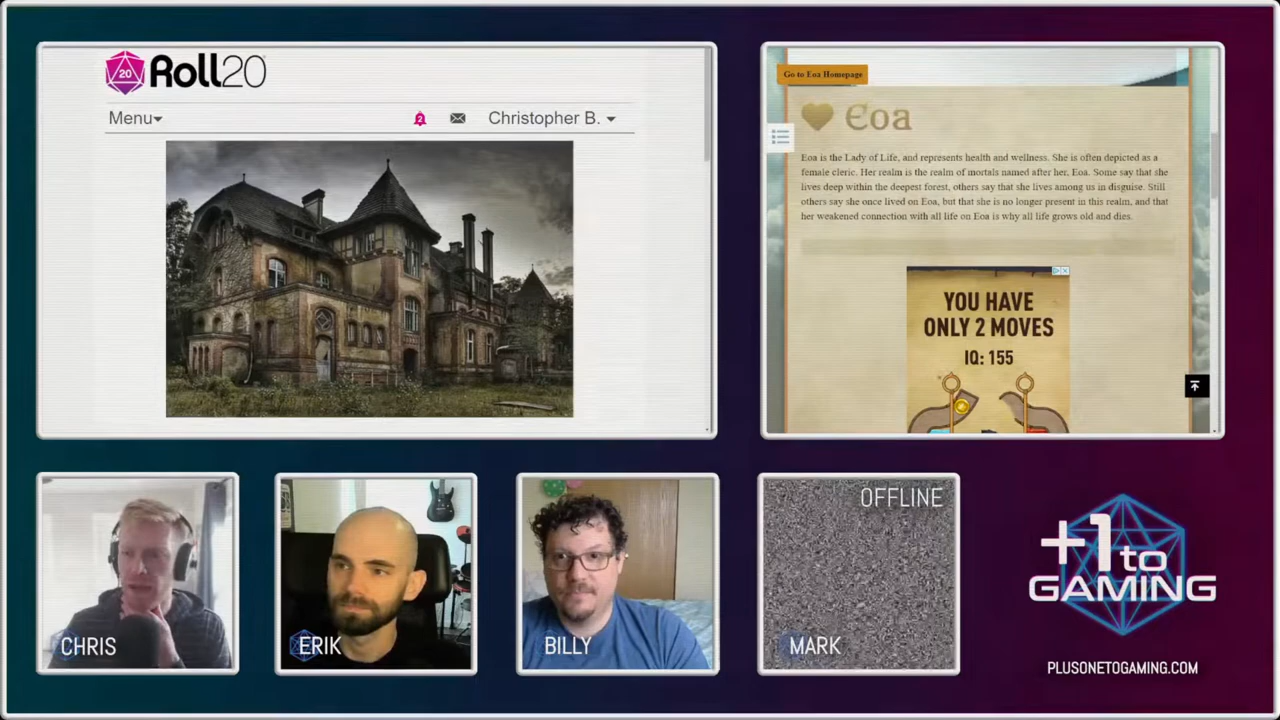 20
Roll20
Menu
2
Christopher B.
Go to Eoa Homepage
Eoa
Eoa is the Lady of Life, and represents health and wellness. She is often depicted as a
female cleric. Her realm is the realm of mortals named after her, Eoa. Some say that she
lives deep within the deepest forest, others say that she lives among us in disguise. Still
others say she once lived on Eoa, but that she is no longer present in this realm, and that
her weakened connection with all life on Eoa is why all life grows old and dies.
YOU HAVE
ONLY 2 MOVES
IQ: 155
CHRIS
ERIK
BILLY
OFFLINE
MARK
+1 to
GAMING
PLUSONETOGAMING.COM